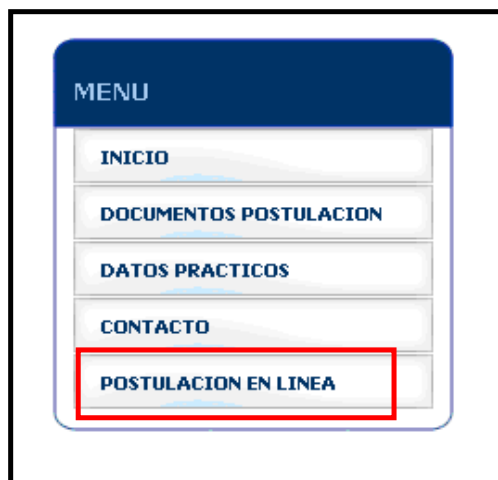 MENU
INICIO
DOCUMENTOS POSTULACION
DATOS PRACTICOS
CONTACTO
POSTULACION EN LINEA